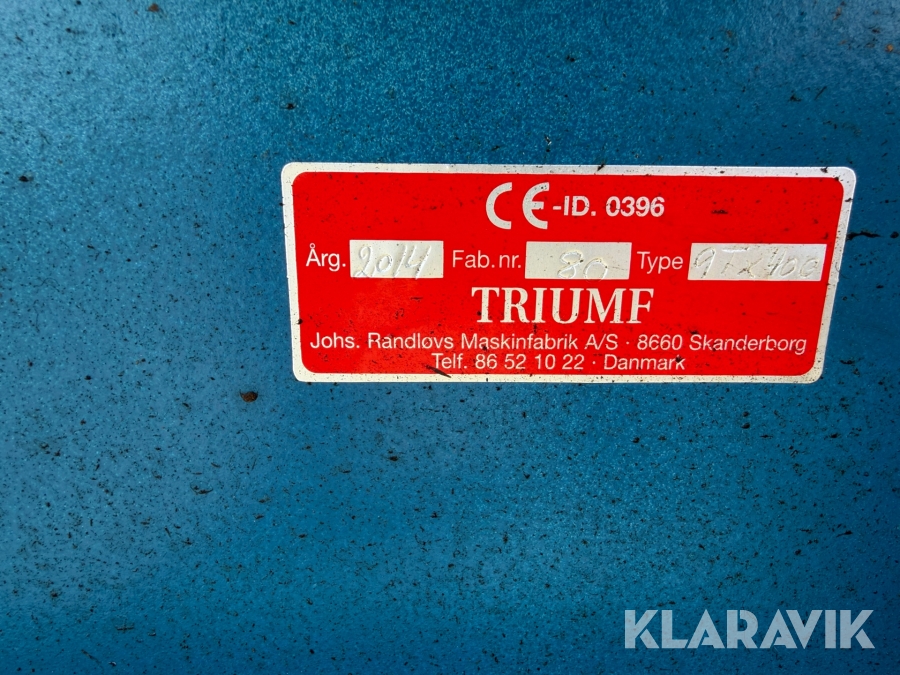 CE-ID. 0396
Årg. 2014 Fab.nr. 80 Type
TRIUMF
Johs. Randløvs Maskinfabrik A/S · 8660 Skanderborg
Telf. 86 52 10 22 · Danmark
KLARAVIK